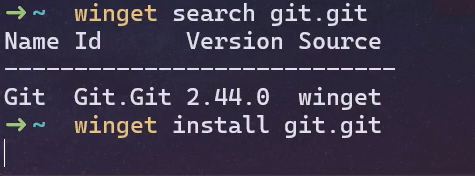 → ~ winget search git.git
Name Id      Version Source
----------------------------
Git  Git.Git 2.44.0  winget
→ ~ winget install git.git